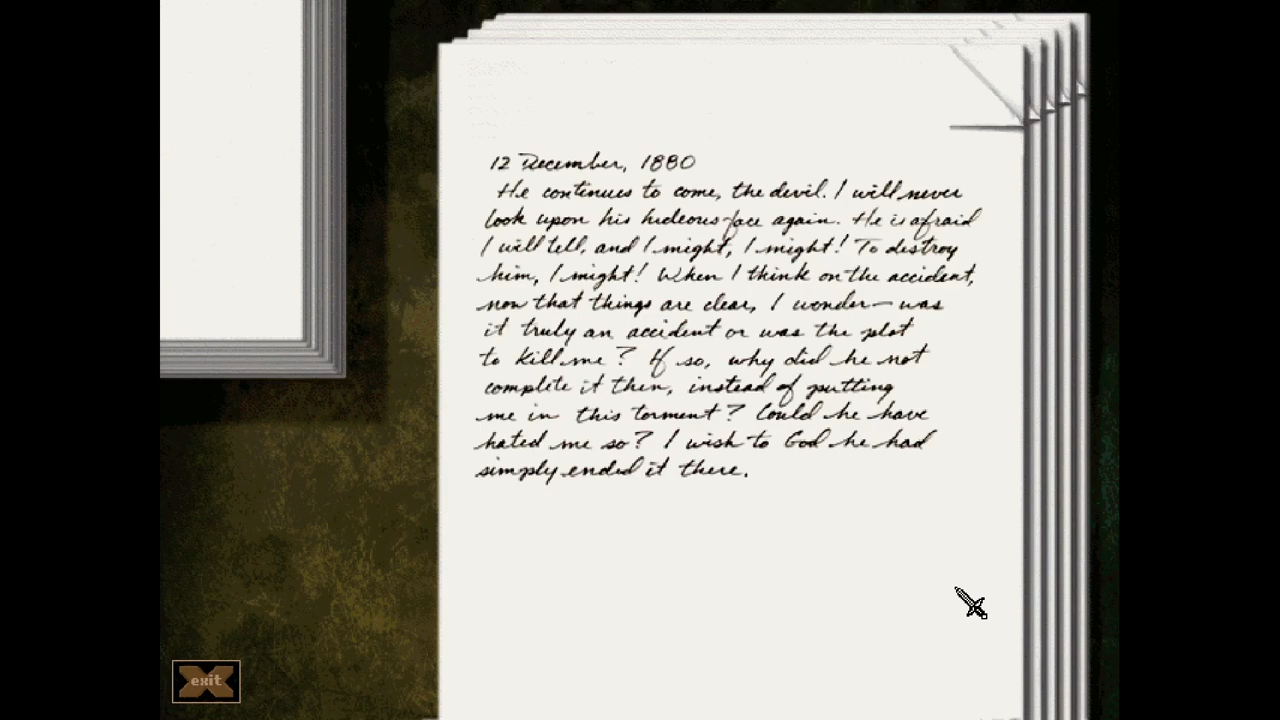 12 December, 1880
He continues to come, the devil. I will never
look upon his hideous face again. He is afraid
I will tell, and I might, I might! To destroy
him, I might! When I think on the accident,
now that things are clear, I wonder — was
it truly an accident or was the plot
to kill me? If so, why did he not
complete it then, instead of putting
me in this torment? Could he have
hated me so? I wish to God he had
simply ended it there.
exit